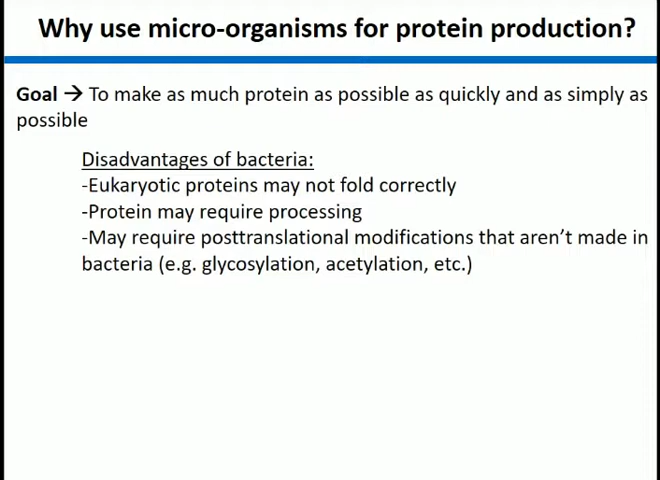 Why use micro-organisms for protein production?
Goal → To make as much protein as possible as quickly and as simply as
possible
Disadvantages of bacteria:
-Eukaryotic proteins may not fold correctly
-Protein may require processing
-May require posttranslational modifications that aren't made in
bacteria (e.g. glycosylation, acetylation, etc.)